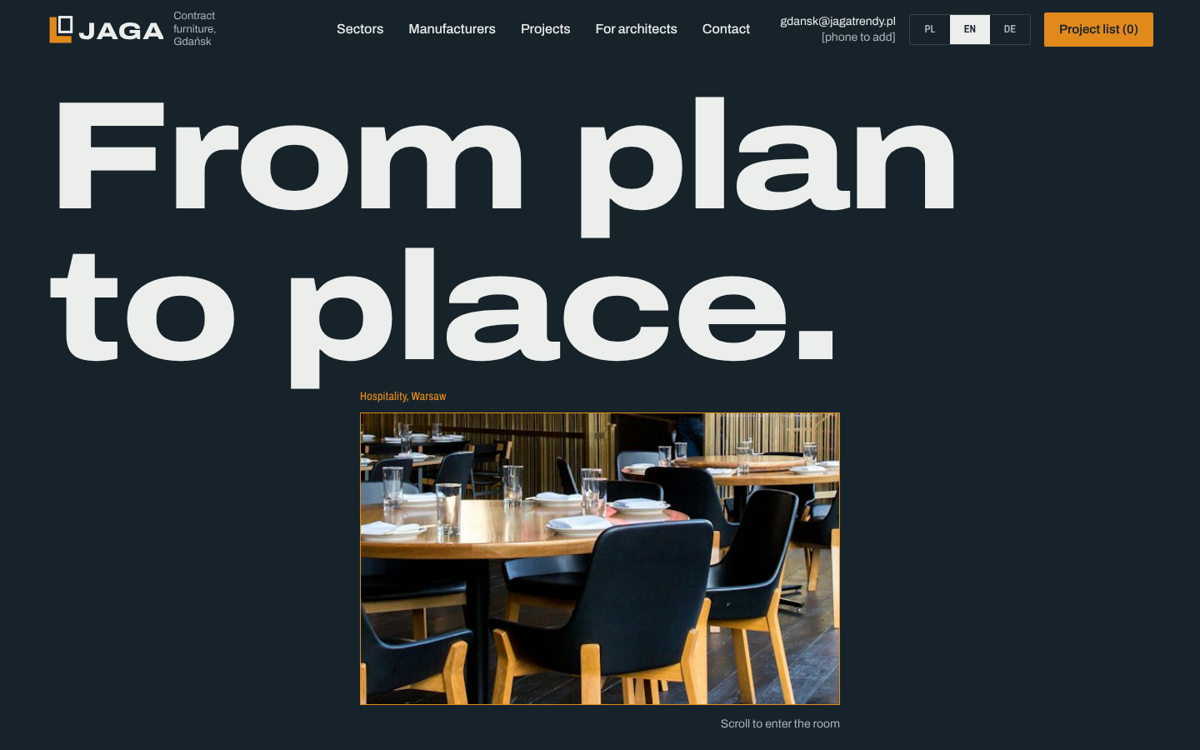 JAGA
Contract
furniture,
Gdańsk
Sectors
Manufacturers
Projects
For architects
Contact
gdansk@jagatrendy.pl
[phone to add]
PL
EN
DE
Project list (0)
From plan
to place.
Hospitality, Warsaw
Scroll to enter the room